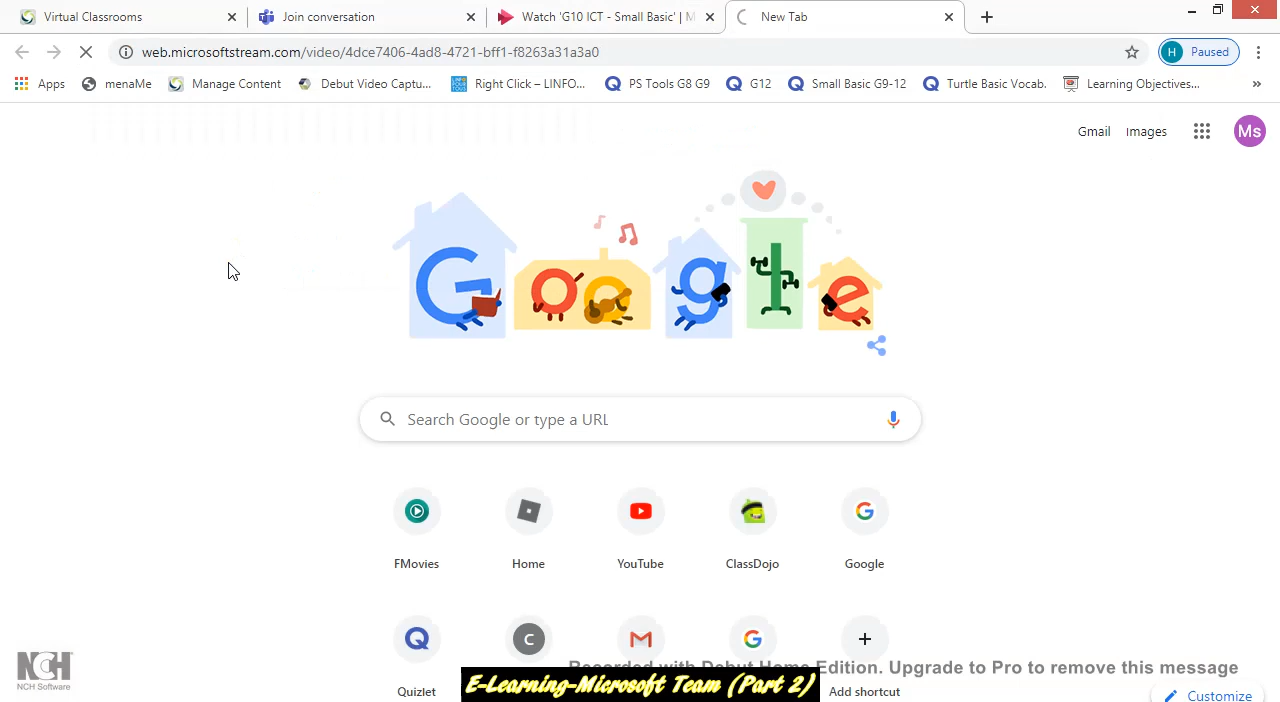 Virtual Classrooms
Join conversation
Watch 'G10 ICT - Small Basic' | M
New Tab
web.microsoftstream.com/video/4dce7406-4ad8-4721-bff1-f8263a31a3a0
H Paused
Apps
menaMe
Manage Content
Debut Video Captu...
Right Click – LINFO...
PS Tools G8 G9
G12
Small Basic G9-12
Turtle Basic Vocab.
Learning Objectives...
»
Gmail
Images
Ms
Google
Search Google or type a URL
FMovies
Home
YouTube
ClassDojo
Google
C
Recorded with Debut Home Edition. Upgrade to Pro to remove this message
NCH
NCH Software
Quizlet
E-Learning-Microsoft Team (Part 2)
Add shortcut
Customize